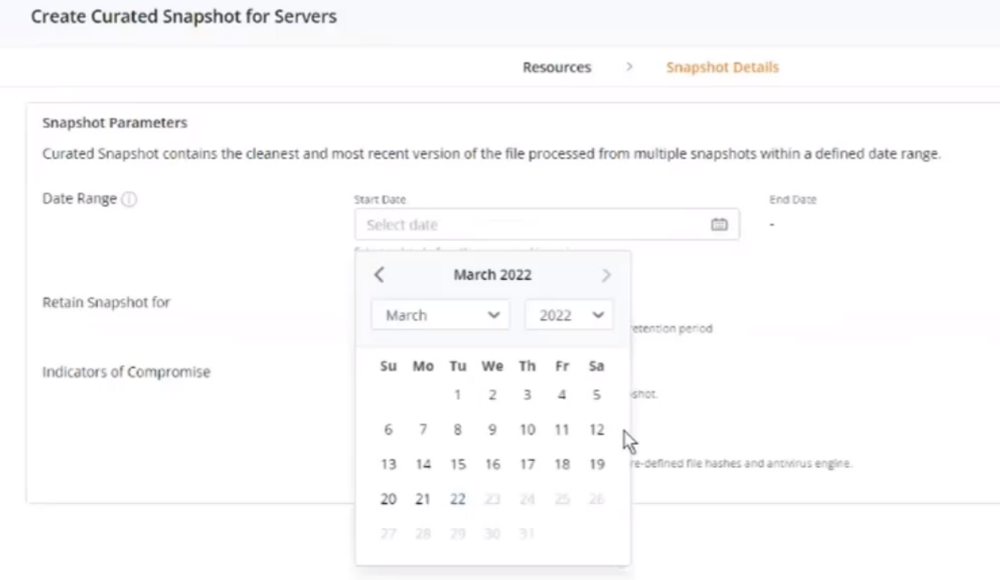 Create Curated Snapshot for Servers
Resources > Snapshot Details
Snapshot Parameters
Curated Snapshot contains the cleanest and most recent version of the file processed from multiple snapshots within a defined date range.
Date Range
Start Date
End Date
Select date
-
March 2022
Retain Snapshot for
March 2022
retention period
Su Mo Tu We Th Fr Sa
Indicators of Compromise
1 2 3 4 5
shot.
6 7 8 9 10 11 12
13 14 15 16 17 18 19
re-defined file hashes and antivirus engine.
20 21 22 23 24 25 26
27 28 29 30 31